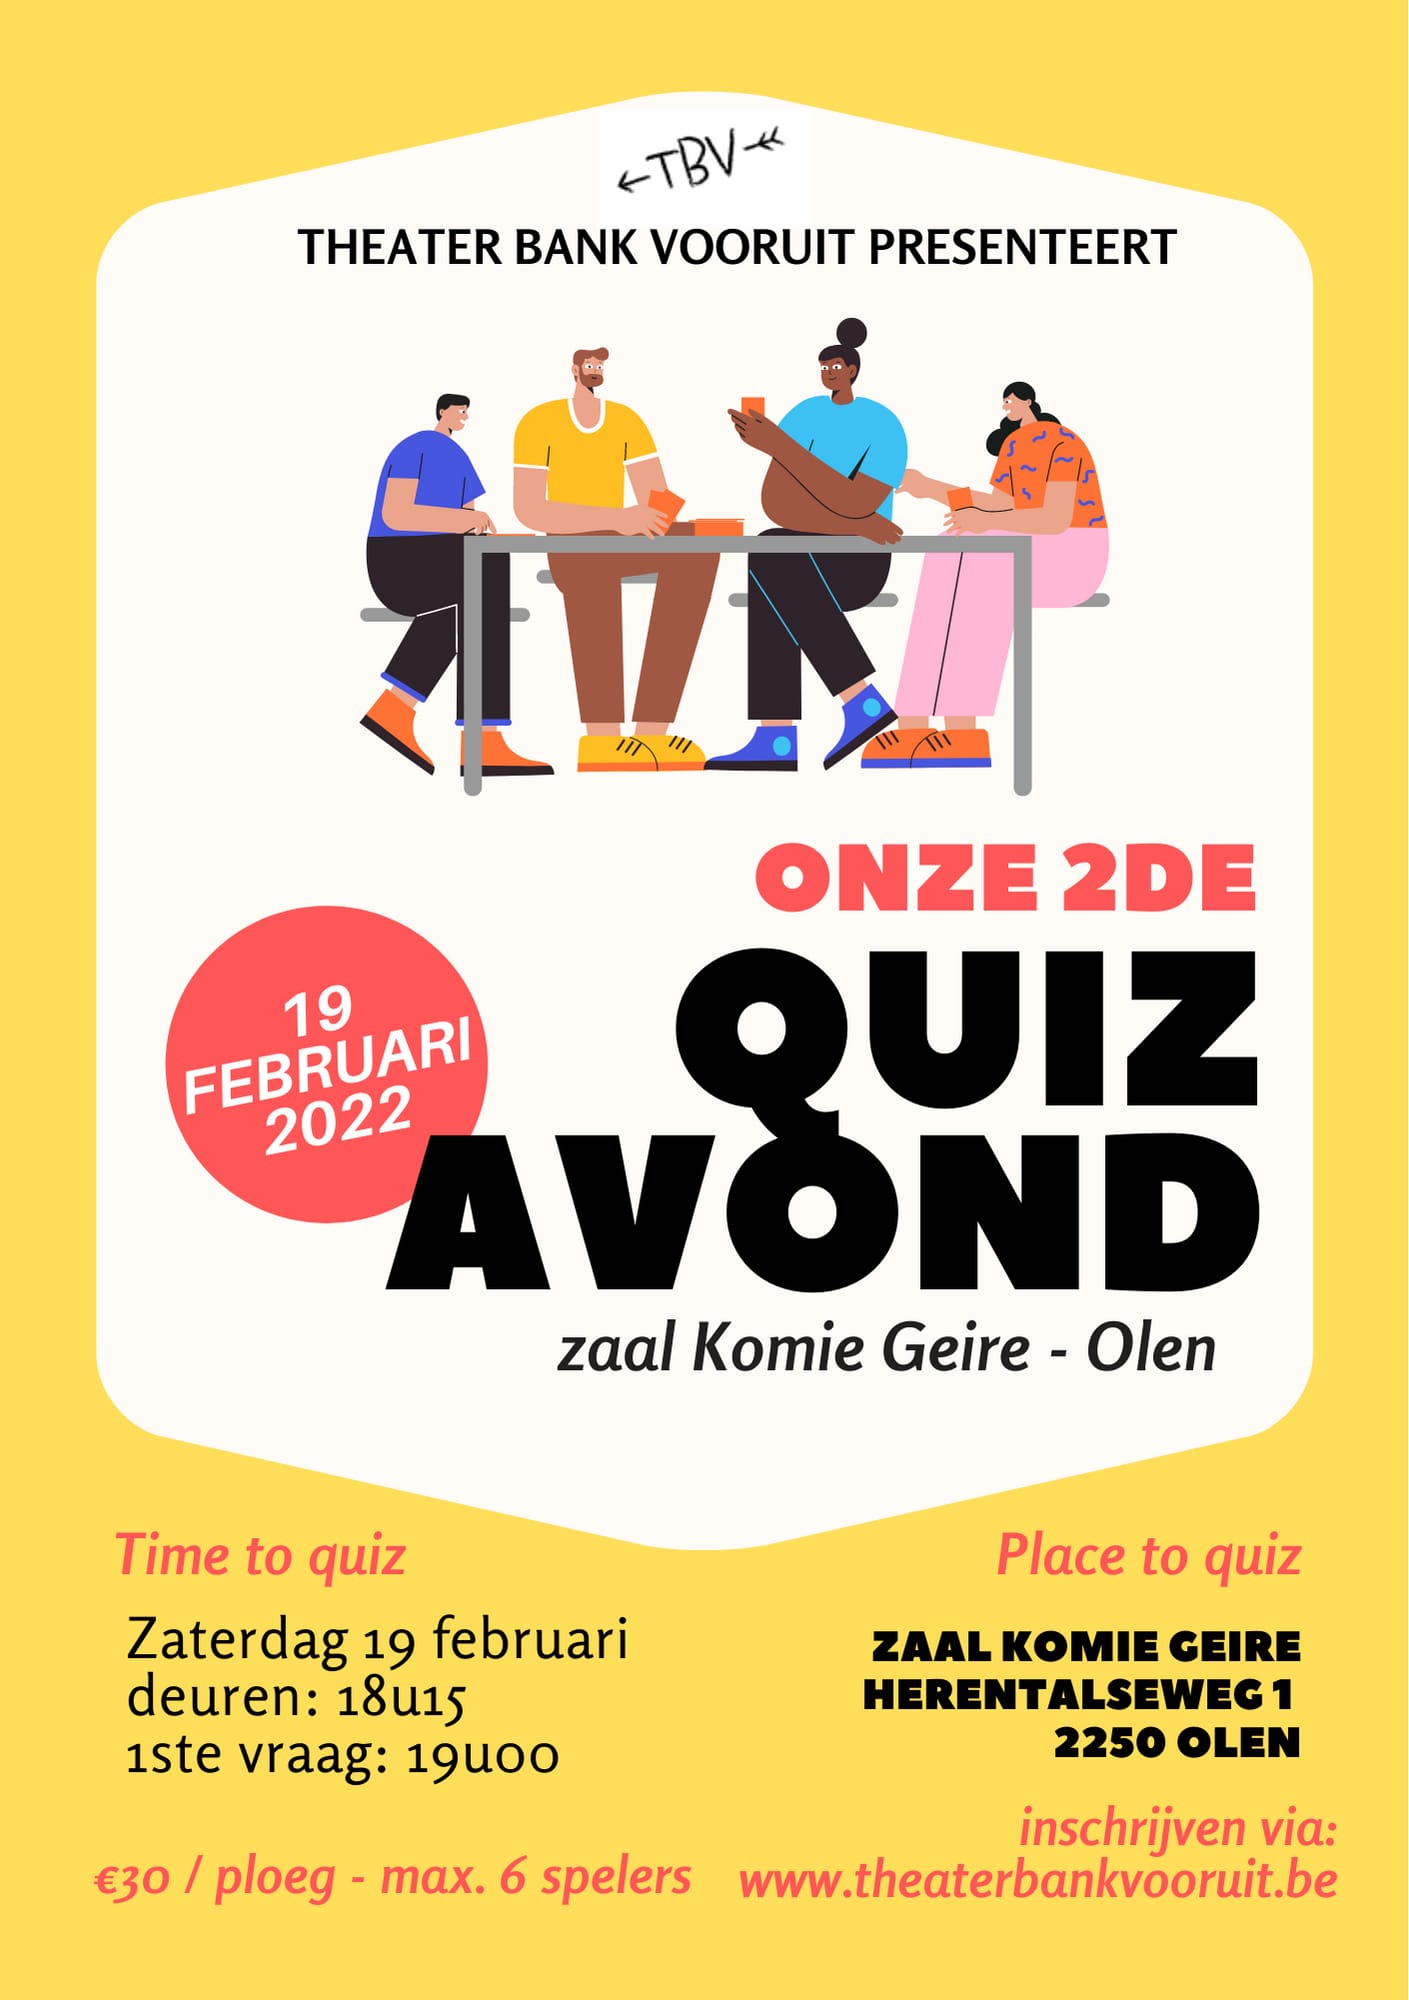 TBV
THEATER BANK VOORUIT PRESENTEERT
ONZE 2DE
QUIZ
AVOND
19
FEBRUARI
2022
zaal Komie Geire - Olen
Time to quiz
Zaterdag 19 februari
deuren: 18u15
1ste vraag: 19u00
€30 / ploeg - max. 6 spelers
Place to quiz
ZAAL KOMIE GEIRE
HERENTALSEWEG 1
2250 OLEN
inschrijven via:
www.theaterbankvooruit.be